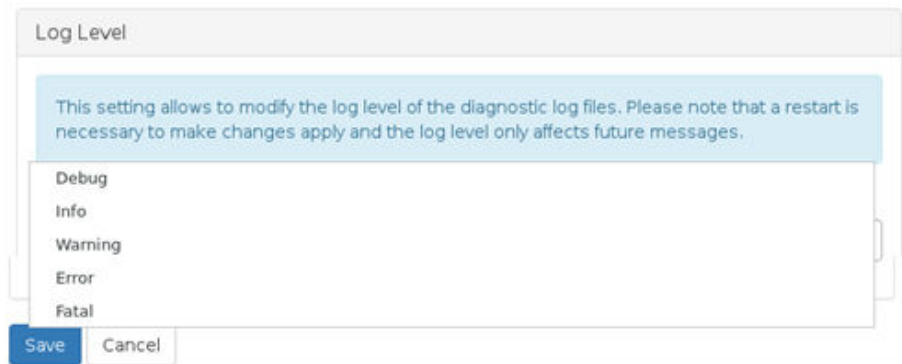 Log Level
This setting allows to modify the log level of the diagnostic log files. Please note that a restart is
necessary to make changes apply and the log level only affects future messages.
Debug
Info
Warning
Error
Fatal
Save Cancel